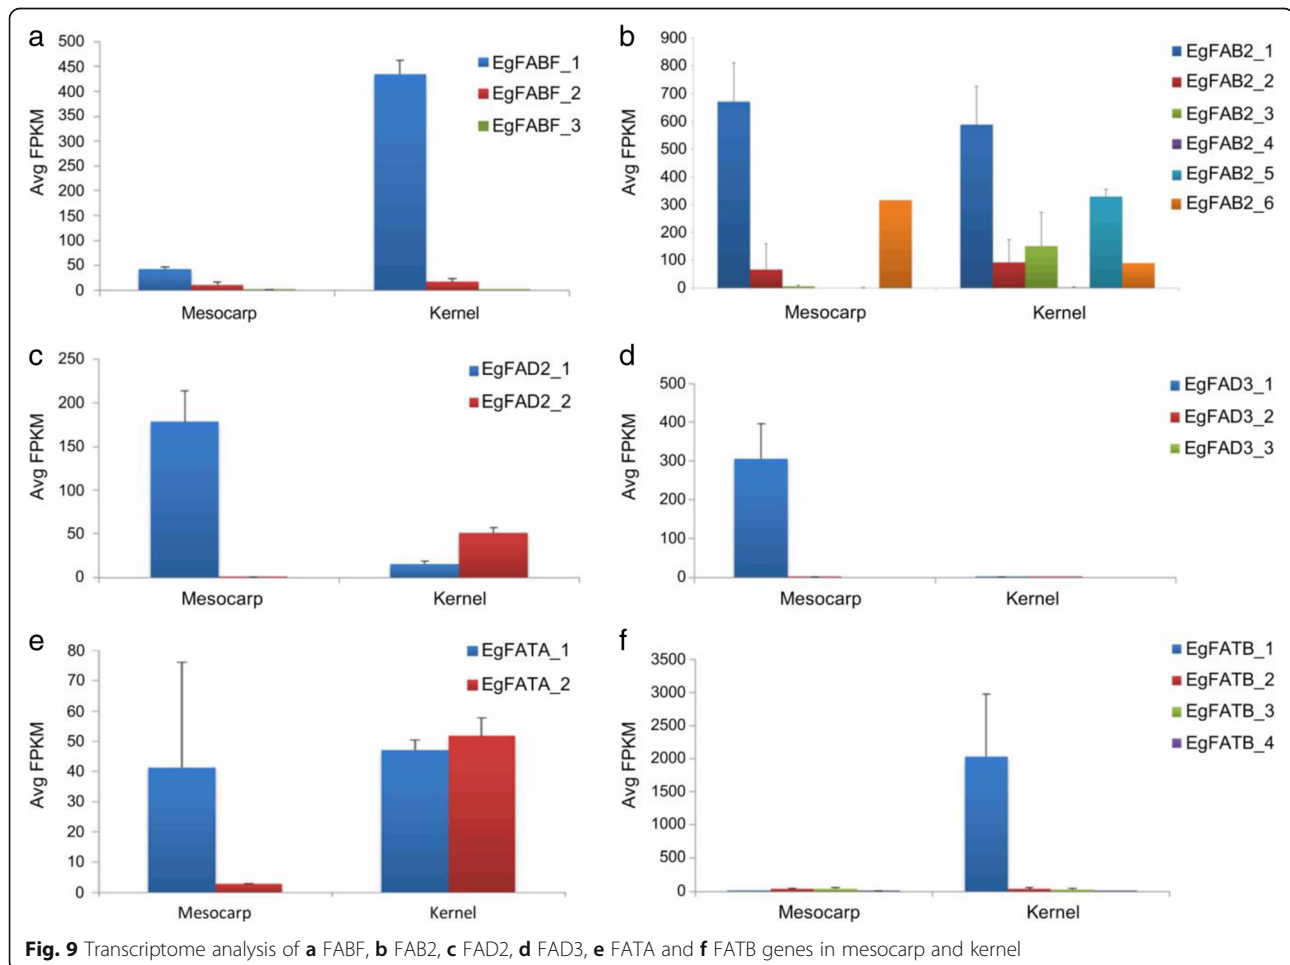 a
500
450
400
350
300
250
200
150
100
50
0
Avg FPKM
Mesocarp
Kernel
EgFABF_1
EgFABF_2
EgFABF_3
b
900
800
700
600
500
400
300
200
100
0
Avg FPKM
Mesocarp
Kernel
EgFAB2_1
EgFAB2_2
EgFAB2_3
EgFAB2_4
EgFAB2_5
EgFAB2_6
c
250
200
150
100
50
0
Avg FPKM
Mesocarp
Kernel
EgFAD2_1
EgFAD2_2
d
500
400
300
200
100
0
Avg FPKM
Mesocarp
Kernel
EgFAD3_1
EgFAD3_2
EgFAD3_3
e
80
70
60
50
40
30
20
10
0
Avg FPKM
Mesocarp
Kernel
EgFATA_1
EgFATA_2
f
3500
3000
2500
2000
1500
1000
500
0
Avg FPKM
Mesocarp
Kernel
EgFATB_1
EgFATB_2
EgFATB_3
EgFATB_4
Fig. 9 Transcriptome analysis of a FABF, b FAB2, c FAD2, d FAD3, e FATA and f FATB genes in mesocarp and kernel